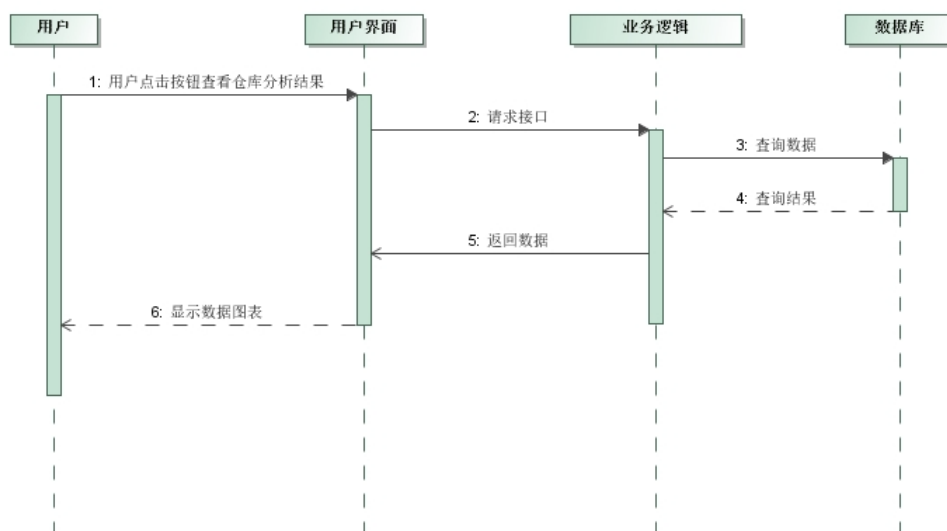 用户
用户界面
业务逻辑
数据库
1: 用户点击按钮查看仓库分析结果
2: 请求接口
3: 查询数据
4: 查询结果
5: 返回数据
6: 显示数据图表